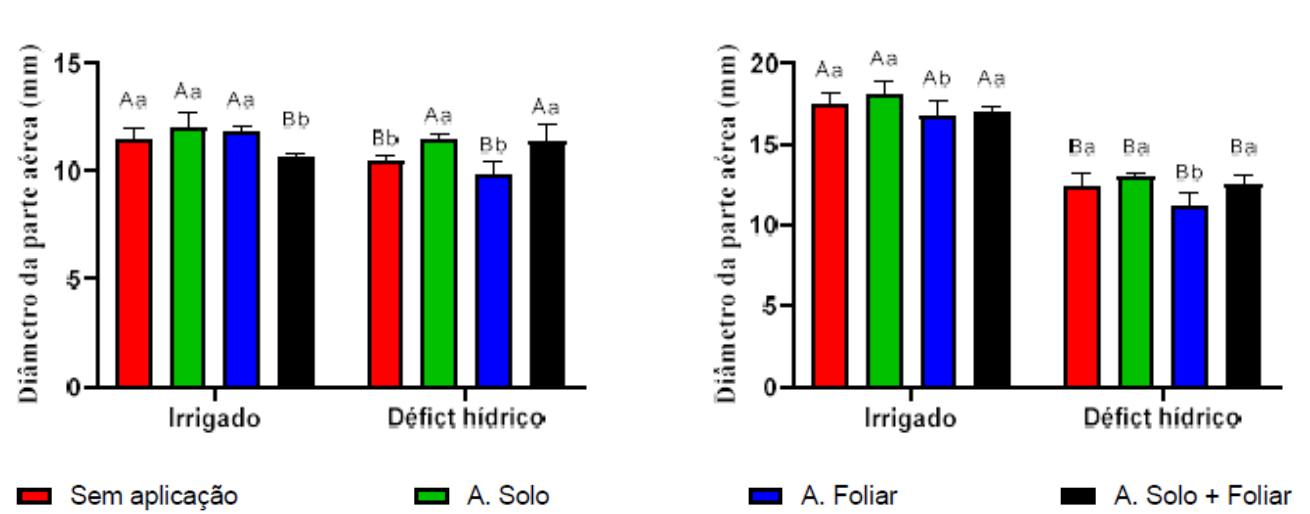 Diâmetro da parte aérea (mm)
15
10
5
0
Aa
Aa
Aa
Bb
Bb
Aa
Bb
Aa
Irrigado
Défict hídrico
Diâmetro da parte aérea (mm)
20
15
10
5
0
Aa
Aa
Ab
Aa
Ba
Ba
Bb
Ba
Irrigado
Défict hídrico
Sem aplicação
A. Solo
A. Foliar
A. Solo + Foliar